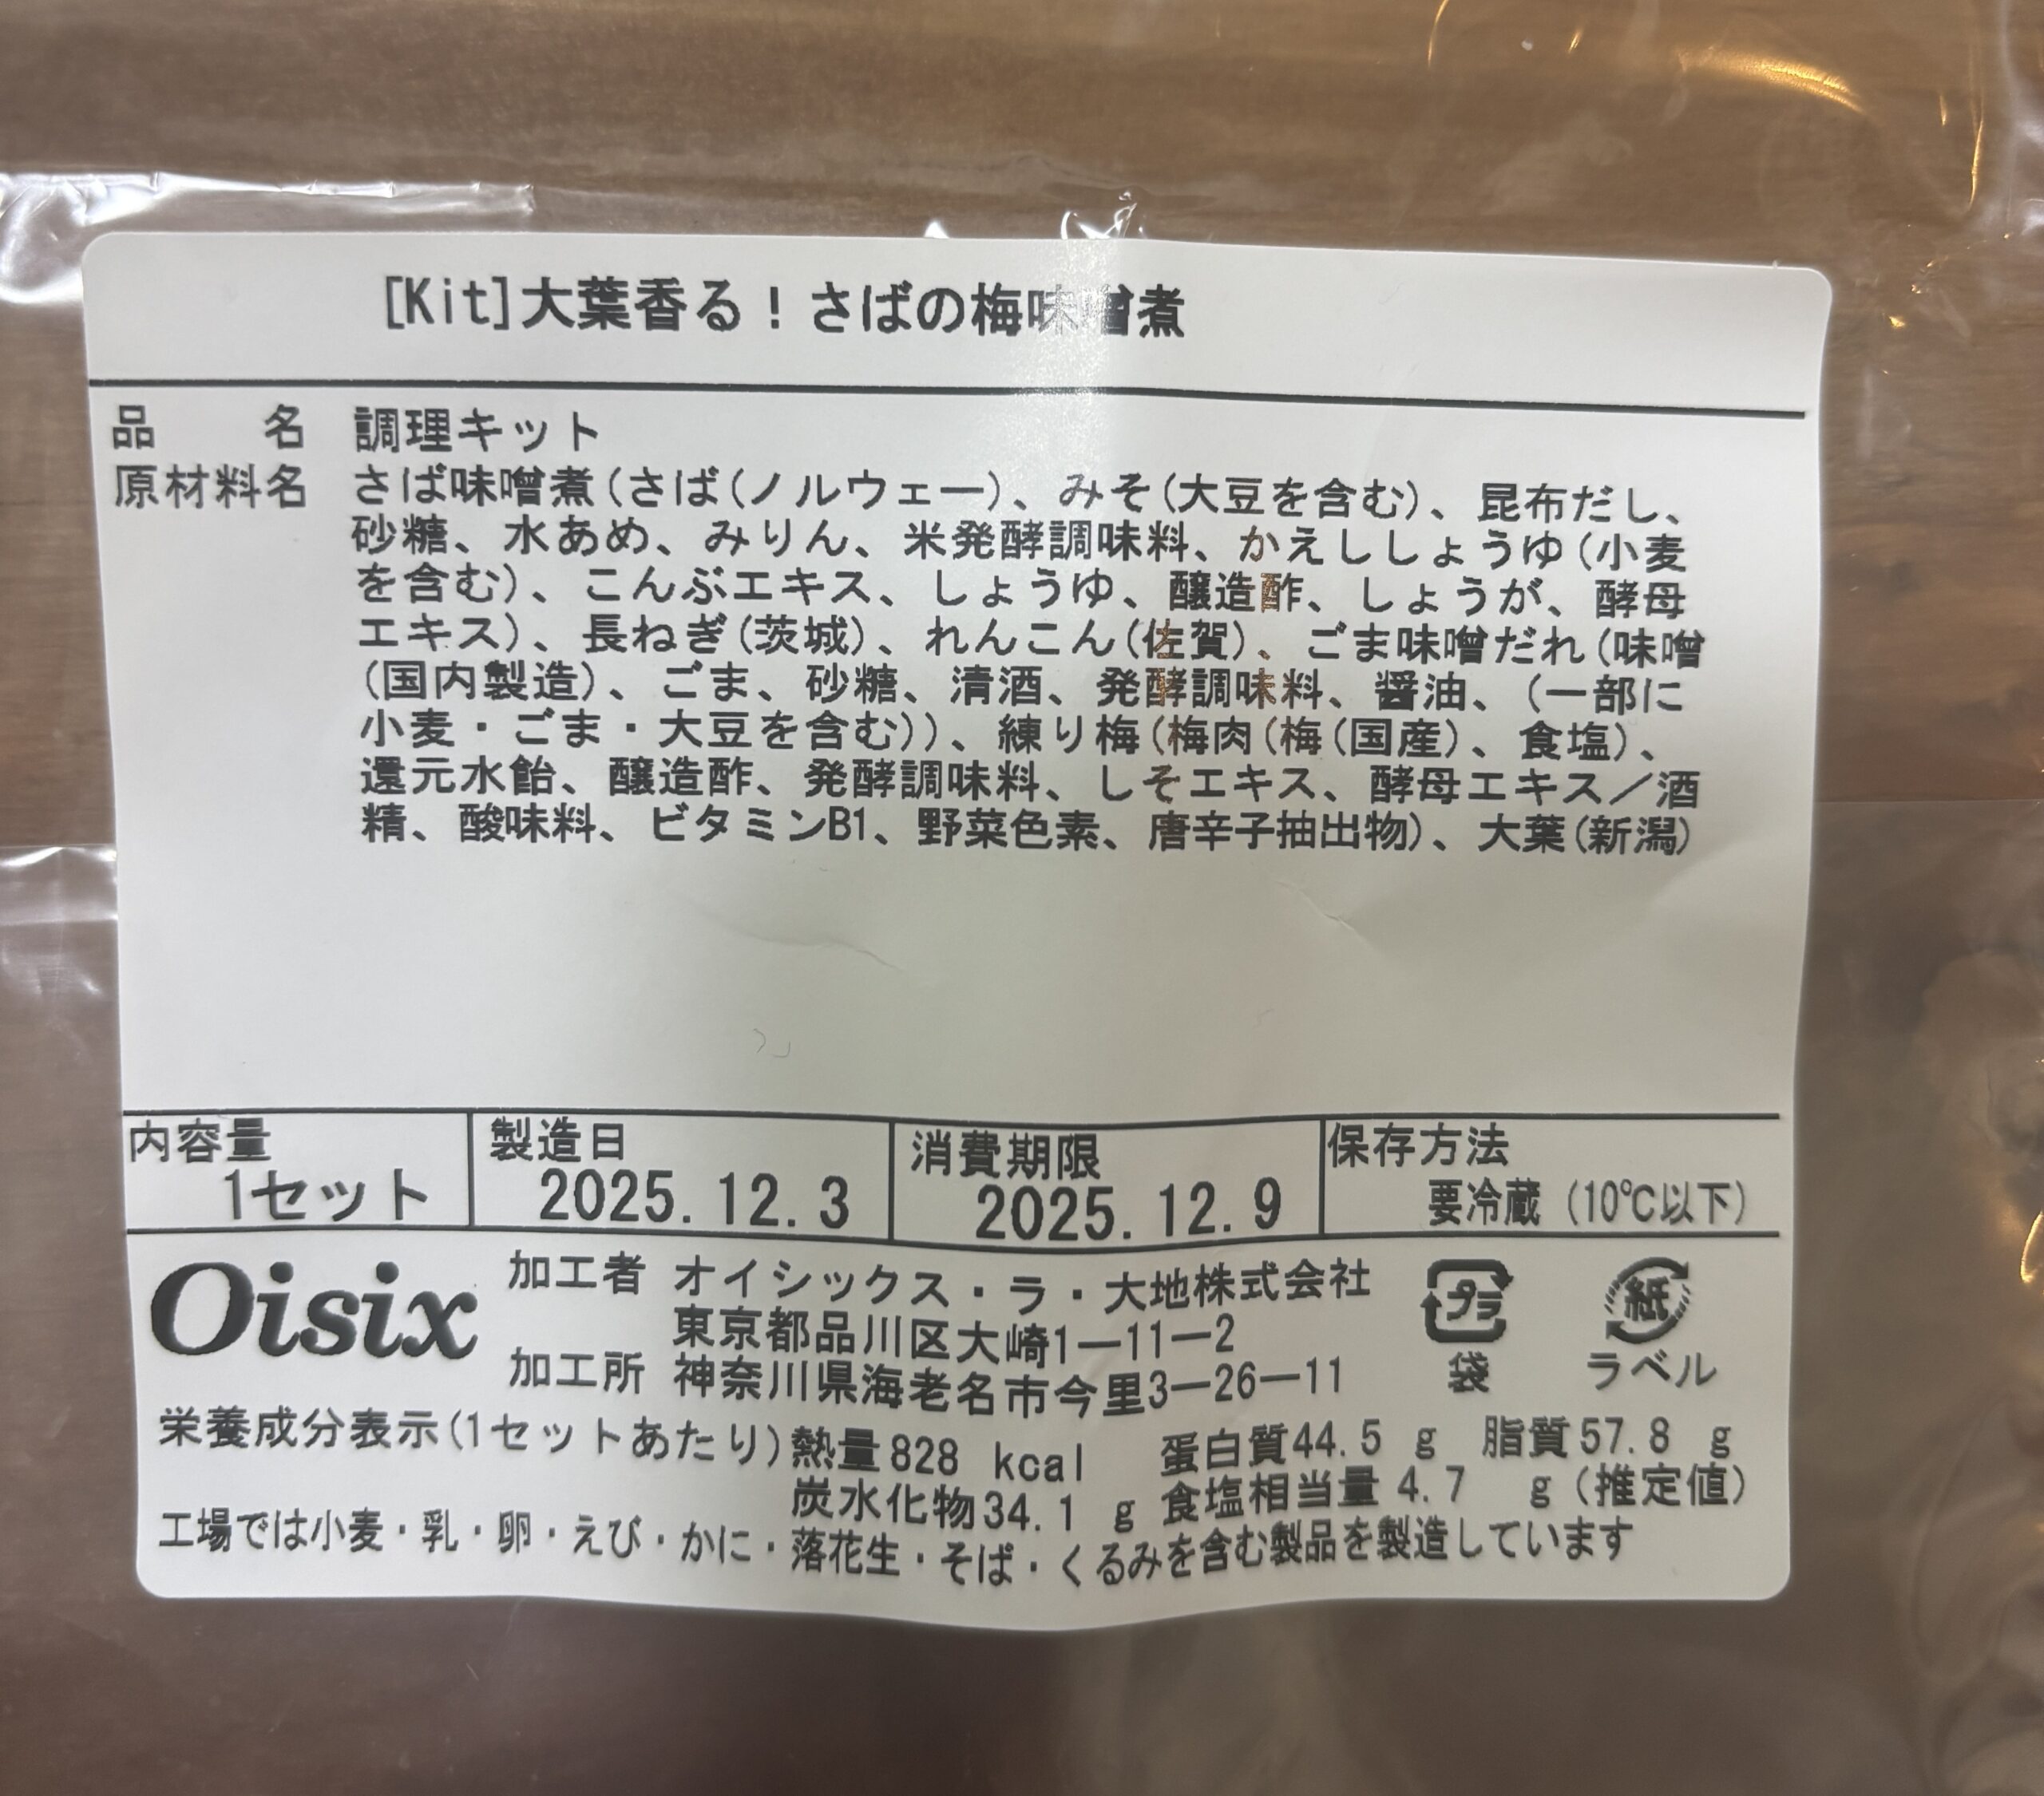 [Kit]大葉香る！さばの梅味噌煮
品　　名 調理キット
原材料名 さば味噌煮(さば(ノルウェー)、みそ(大豆を含む)、昆布だし、
砂糖、水あめ、みりん、米発酵調味料、かえししょうゆ(小麦
を含む)、こんぶエキス、しょうゆ、醸造酢、しょうが、酵母
エキス)、長ねぎ(茨城)、れんこん(佐賀)、ごま味噌だれ(味噌
(国内製造)、ごま、砂糖、清酒、発酵調味料、醤油、(一部に
小麦・ごま・大豆を含む))、練り梅(梅肉(梅(国産)、食塩)、
還元水飴、醸造酢、発酵調味料、しそエキス、酵母エキス／酒
精、酸味料、ビタミンB1、野菜色素、唐辛子抽出物)、大葉(新潟)
内容量 1セット
製造日 2025.12.3
消費期限 2025.12.9
保存方法 要冷蔵 (10℃以下)
Oisix
加工者 オイシックス・ラ・大地株式会社
東京都品川区大崎1ー11ー2
加工所 神奈川県海老名市今里3ー26ー11
プラ
袋
紙
ラベル
栄養成分表示(1セットあたり)熱量828 kcal 蛋白質44.5 g 脂質57.8 g
炭水化物34.1 g 食塩相当量 4.7 g(推定値)
工場では小麦・乳・卵・えび・かに・落花生・そば・くるみを含む製品を製造しています